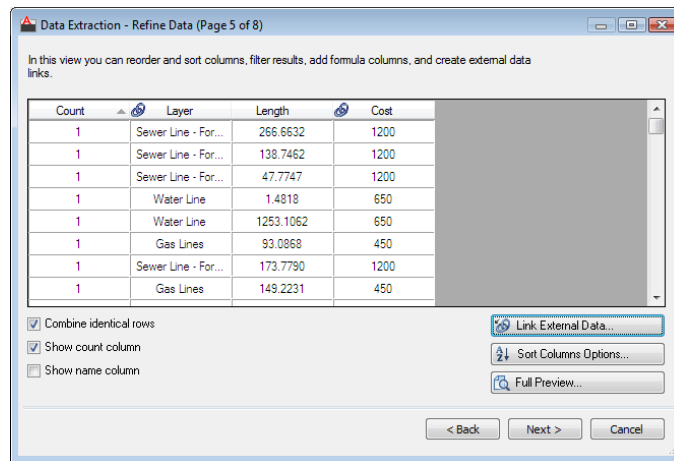 Data Extraction - Refine Data (Page 5 of 8)
In this view you can reorder and sort columns, filter results, add formula columns, and create external data
links.
Count Layer Length Cost
1 Sewer Line - For... 266.6632 1200
1 Sewer Line - For... 138.7462 1200
1 Sewer Line - For... 47.7747 1200
1 Water Line 1.4818 650
1 Water Line 1253.1062 650
1 Gas Lines 93.0868 450
1 Sewer Line - For... 173.7790 1200
1 Gas Lines 149.2231 450
Combine identical rows
Link External Data...
Show count column
Sort Columns Options...
Show name column
Full Preview...
< Back Next > Cancel